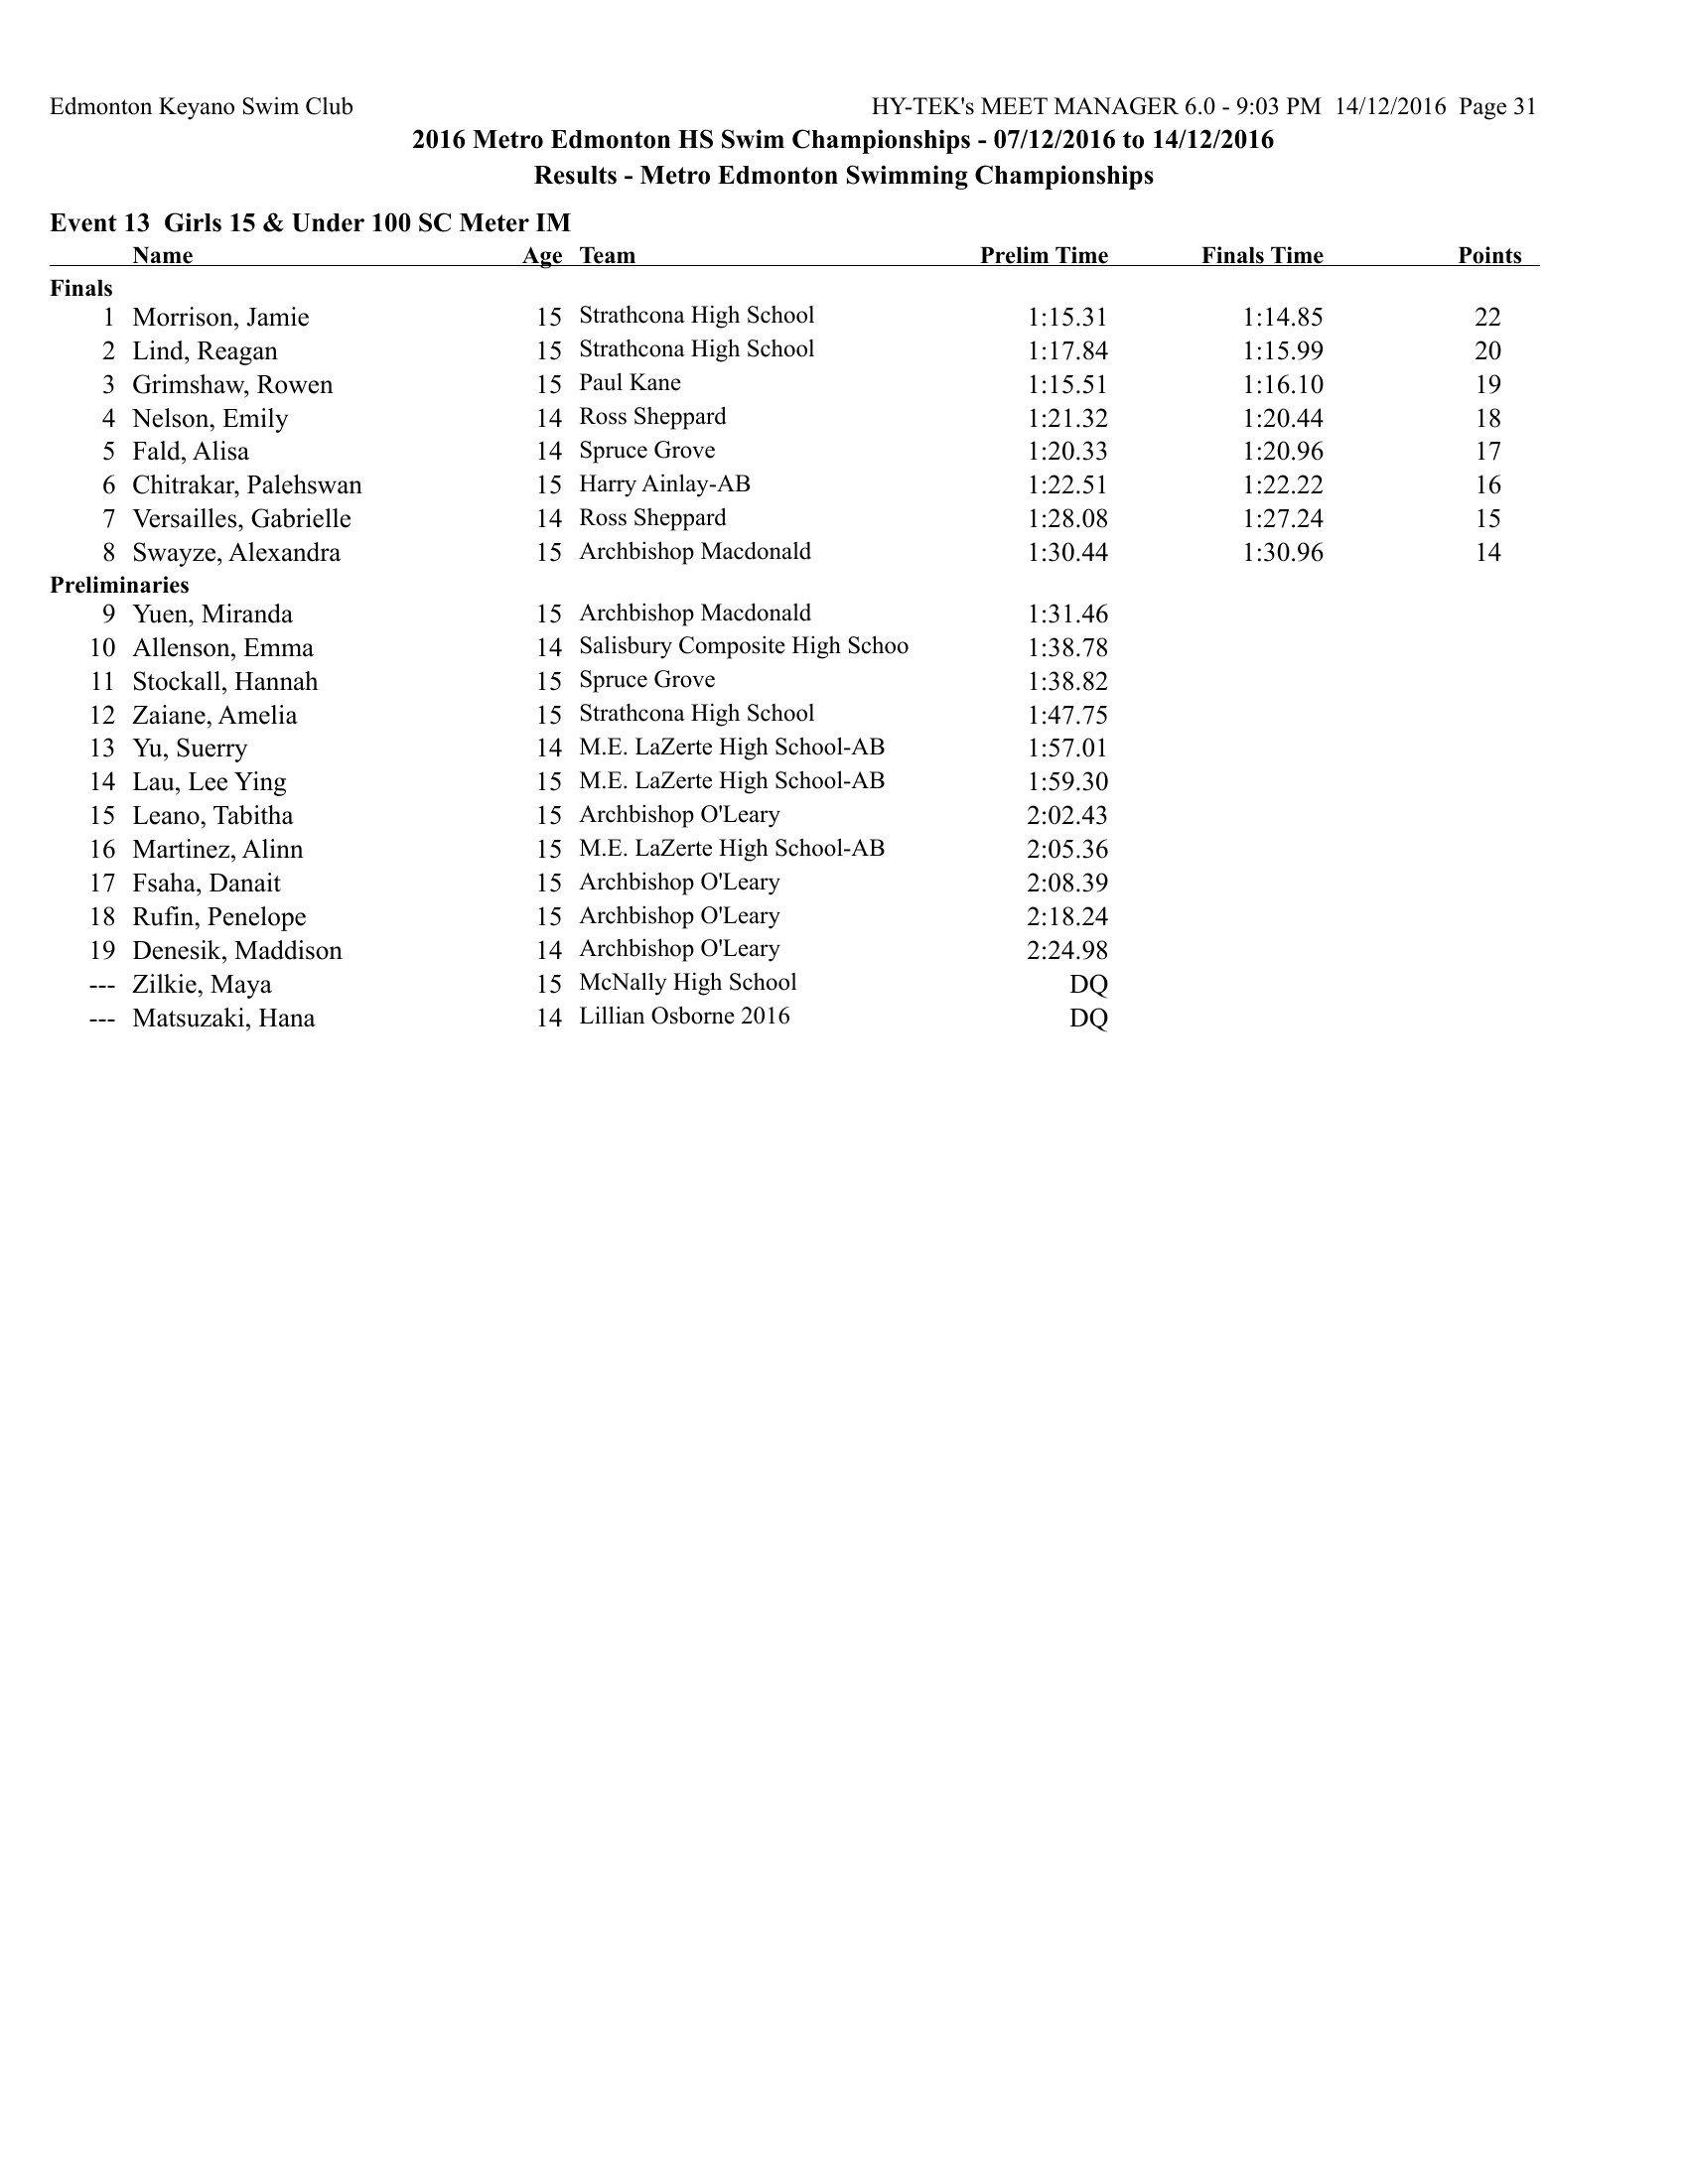 Edmonton Keyano Swim Club HY-TEK's MEET MANAGER 6.0 - 9:03 PM 14/12/2016 Page 31
2016 Metro Edmonton HS Swim Championships - 07/12/2016 to 14/12/2016
Results - Metro Edmonton Swimming Championships
Event 13 Girls 15 & Under 100 SC Meter IM
Name Age Team Prelim Time Finals Time Points
Finals
1 Morrison, Jamie 15 Strathcona High School 1:15.31 1:14.85 22
2 Lind, Reagan 15 Strathcona High School 1:17.84 1:15.99 20
3 Grimshaw, Rowen 15 Paul Kane 1:15.51 1:16.10 19
4 Nelson, Emily 14 Ross Sheppard 1:21.32 1:20.44 18
5 Fald, Alisa 14 Spruce Grove 1:20.33 1:20.96 17
6 Chitrakar, Palehswan 15 Harry Ainlay-AB 1:22.51 1:22.22 16
7 Versailles, Gabrielle 14 Ross Sheppard 1:28.08 1:27.24 15
8 Swayze, Alexandra 15 Archbishop Macdonald 1:30.44 1:30.96 14
Preliminaries
9 Yuen, Miranda 15 Archbishop Macdonald 1:31.46
10 Allenson, Emma 14 Salisbury Composite High Schoo 1:38.78
11 Stockall, Hannah 15 Spruce Grove 1:38.82
12 Zaiane, Amelia 15 Strathcona High School 1:47.75
13 Yu, Suerry 14 M.E. LaZerte High School-AB 1:57.01
14 Lau, Lee Ying 15 M.E. LaZerte High School-AB 1:59.30
15 Leano, Tabitha 15 Archbishop O'Leary 2:02.43
16 Martinez, Alinn 15 M.E. LaZerte High School-AB 2:05.36
17 Fsaha, Danait 15 Archbishop O'Leary 2:08.39
18 Rufin, Penelope 15 Archbishop O'Leary 2:18.24
19 Denesik, Maddison 14 Archbishop O'Leary 2:24.98
--- Zilkie, Maya 15 McNally High School DQ
--- Matsuzaki, Hana 14 Lillian Osborne 2016 DQ